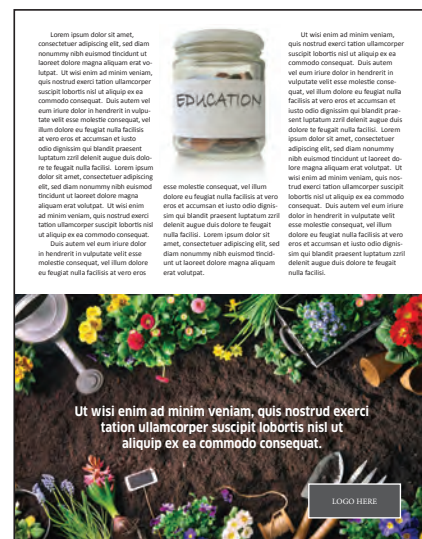 Lorem ipsum dolor sit amet,
consectetuer adipiscing elit, sed diam
nonummy nibh euismod tincidunt ut
laoreet dolore magna aliquam erat vo-
lutpat. Ut wisi enim ad minim veniam,
quis nostrud exerci tation ullamcorper
suscipit lobortis nisl ut aliquip ex ea
commodo consequat. Duis autem vel
eum iriure dolor in hendrerit in vulpu-
tate velit esse molestie consequat, vel
illum dolore eu feugiat nulla facilisis
at vero eros et accumsan et iusto
odio dignissim qui blandit praesent
luptatum zzril delenit augue duis dolo-
re te feugait nulla facilisi. Lorem ipsum
dolor sit amet, consectetuer adipiscing
elit, sed diam nonummy nibh euismod
tincidunt ut laoreet dolore magna
aliquam erat volutpat. Ut wisi enim
ad minim veniam, quis nostrud exerci
tation ullamcorper suscipit lobortis nisl
ut aliquip ex ea commodo consequat.
Duis autem vel eum iriure dolor
in hendrerit in vulputate velit esse
molestie consequat, vel illum dolore
eu feugiat nulla facilisis at vero eros
EDUCATION
esse molestie consequat, vel illum
dolore eu feugiat nulla facilisis at vero
eros et accumsan et iusto odio dignis-
sim qui blandit praesent luptatum zzril
delenit augue duis dolore te feugait
nulla facilisi. Lorem ipsum dolor sit
amet, consectetuer adipiscing elit, sed
diam nonummy nibh euismod tincid-
unt ut laoreet dolore magna aliquam
erat volutpat.
Ut wisi enim ad minim veniam,
quis nostrud exerci tation ullamcorper
suscipit lobortis nisl ut aliquip ex ea
commodo consequat. Duis autem
vel eum iriure dolor in hendrerit in
vulputate velit esse molestie conse-
quat, vel illum dolore eu feugiat nulla
facilisis at vero eros et accumsan et
iusto odio dignissim qui blandit prae-
sent luptatum zzril delenit augue duis
dolore te feugait nulla facilisi. Lorem
ipsum dolor sit amet, consectetuer
adipiscing elit, sed diam nonummy
nibh euismod tincidunt ut laoreet do-
lore magna aliquam erat volutpat. Ut
wisi enim ad minim veniam, quis nos-
trud exerci tation ullamcorper suscipit
lobortis nisl ut aliquip ex ea commodo
consequat. Duis autem vel eum iriure
dolor in hendrerit in vulputate velit
esse molestie consequat, vel illum
dolore eu feugiat nulla facilisis at vero
eros et accumsan et iusto odio dignis-
sim qui blandit praesent luptatum zzril
delenit augue duis dolore te feugait
nulla facilisi.
Ut wisi enim ad minim veniam, quis nostrud exerci
tation ullamcorper suscipit lobortis nisl ut
aliquip ex ea commodo consequat.
LOGO HERE